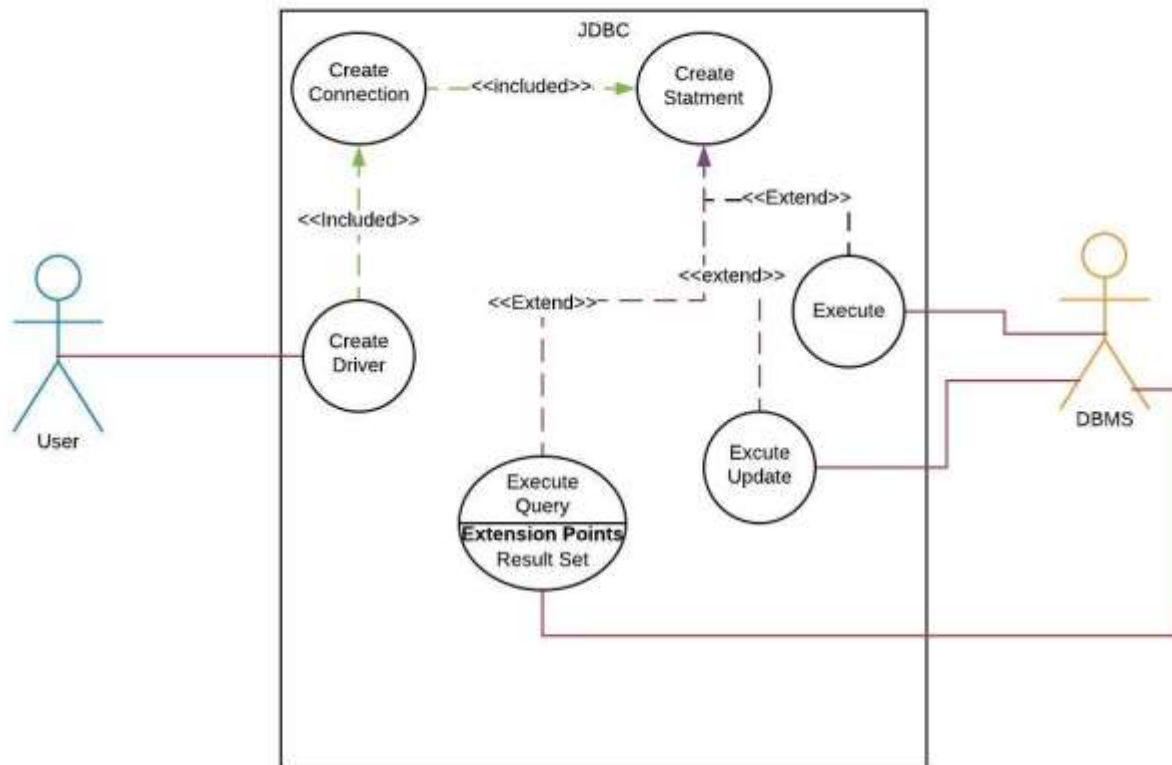 JDBC
Create
Connection
<<included>>
Create
Statment
<<Included>>
<<Extend>>
<<extend>>
<<Extend>>
Execute
Create
Driver
User
DBMS
Excute
Update
Execute
Query
Extension Points
Result Set